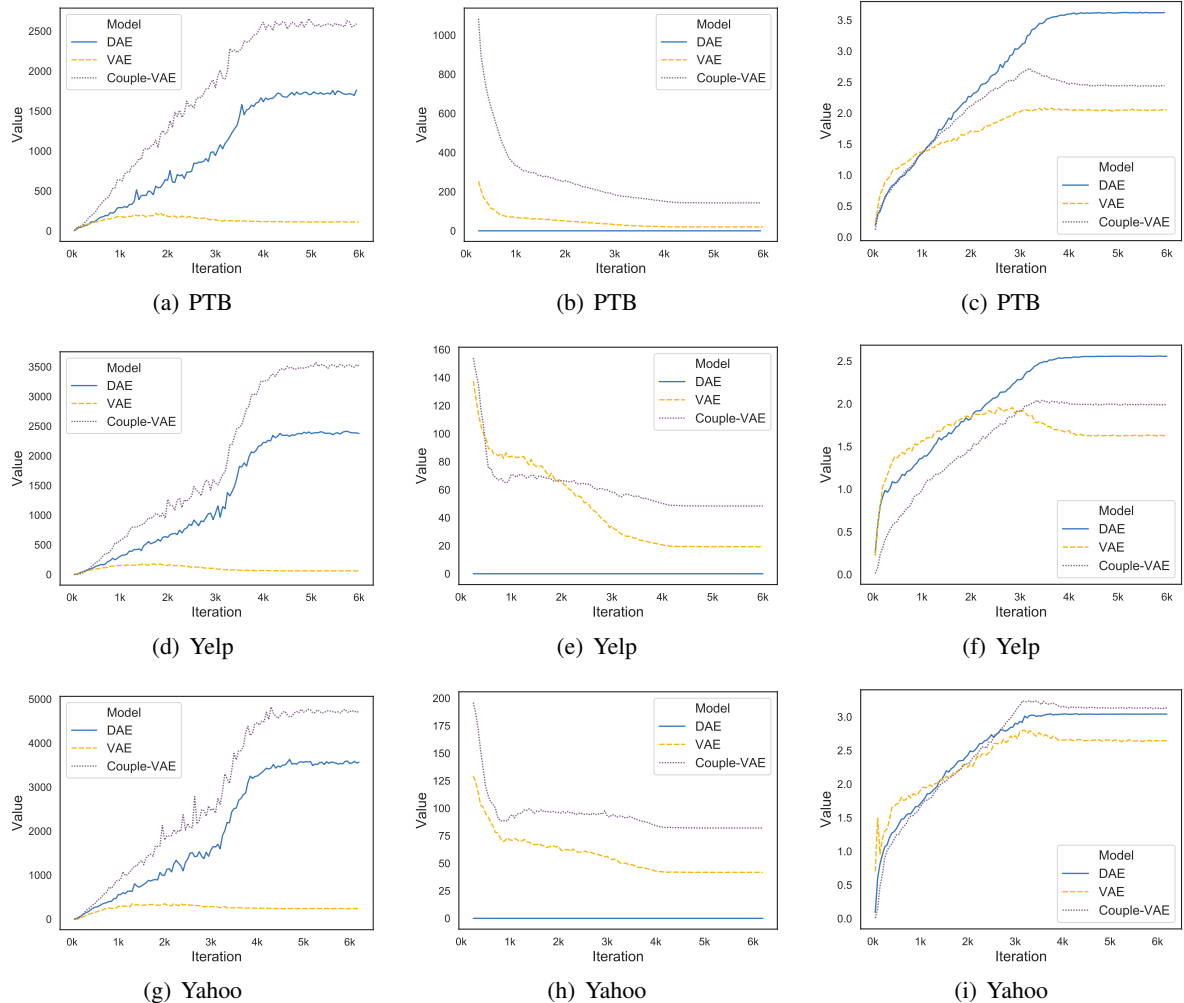 Model
DAE
VAE
Couple-VAE
2500
2000
1500
1000
500
0
Value
0k 1k 2k 3k 4k 5k 6k
Iteration
(a) PTB
Model
DAE
VAE
Couple-VAE
1000
800
600
400
200
0
Value
0k 1k 2k 3k 4k 5k 6k
Iteration
(b) PTB
3.5
3.0
2.5
2.0
1.5
1.0
0.5
0.0
Value
Model
DAE
VAE
Couple-VAE
0k 1k 2k 3k 4k 5k 6k
Iteration
(c) PTB
Model
DAE
VAE
Couple-VAE
3500
3000
2500
2000
1500
1000
500
0
Value
0k 1k 2k 3k 4k 5k 6k
Iteration
(d) Yelp
Model
DAE
VAE
Couple-VAE
160
140
120
100
80
60
40
20
0
Value
0k 1k 2k 3k 4k 5k 6k
Iteration
(e) Yelp
2.5
2.0
1.5
1.0
0.5
0.0
Value
Model
DAE
VAE
Couple-VAE
0k 1k 2k 3k 4k 5k 6k
Iteration
(f) Yelp
Model
DAE
VAE
Couple-VAE
5000
4000
3000
2000
1000
0
Value
0k 1k 2k 3k 4k 5k 6k
Iteration
(g) Yahoo
Model
DAE
VAE
Couple-VAE
200
175
150
125
100
75
50
25
0
Value
0k 1k 2k 3k 4k 5k 6k
Iteration
(h) Yahoo
3.0
2.5
2.0
1.5
1.0
0.5
0.0
Value
Model
DAE
VAE
Couple-VAE
0k 1k 2k 3k 4k 5k 6k
Iteration
(i) Yahoo